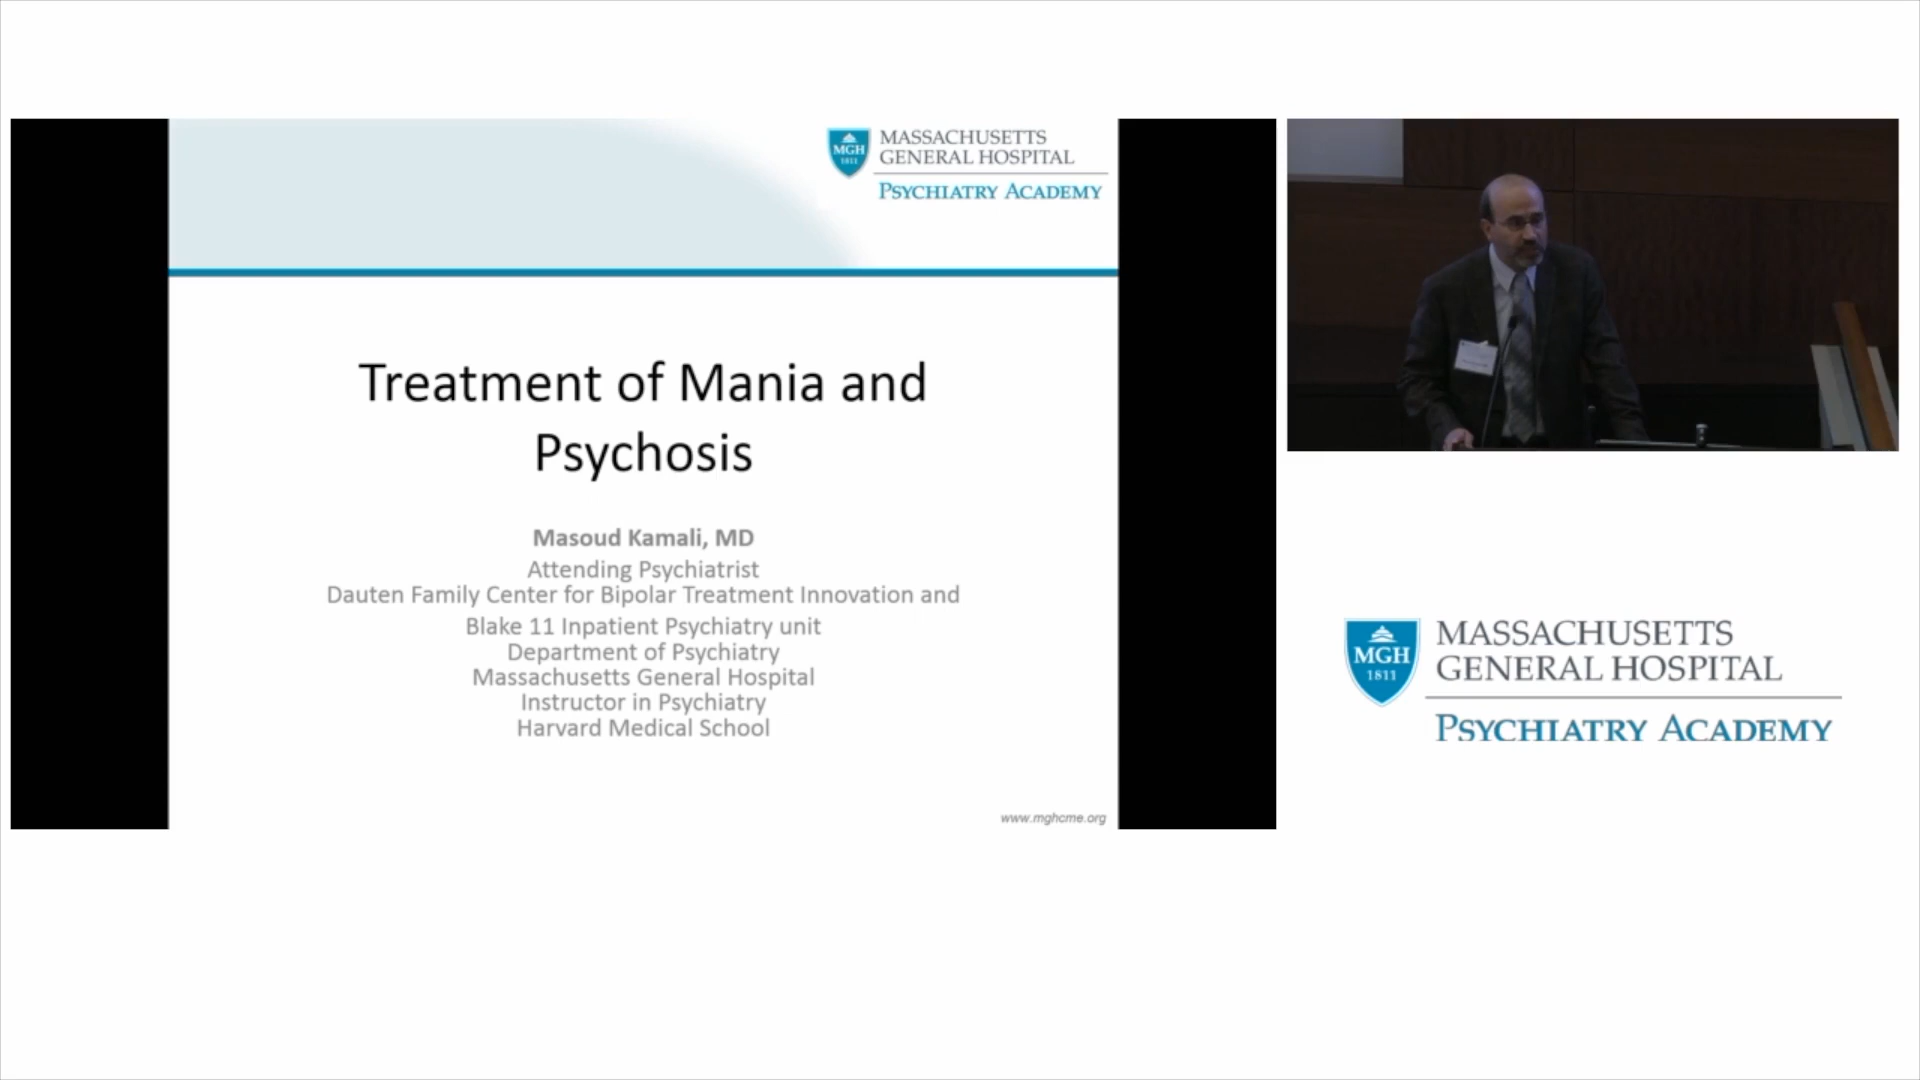 MASSACHUSETTS
GENERAL HOSPITAL
PSYCHIATRY ACADEMY
MGH
1811
Treatment of Mania and
Psychosis
Masoud Kamali, MD
Attending Psychiatrist
Dauten Family Center for Bipolar Treatment Innovation and
Blake 11 Inpatient Psychiatry unit
Department of Psychiatry
Massachusetts General Hospital
Instructor in Psychiatry
Harvard Medical School
www.mghcme.org
MGH
1811
MASSACHUSETTS
GENERAL HOSPITAL
PSYCHIATRY ACADEMY